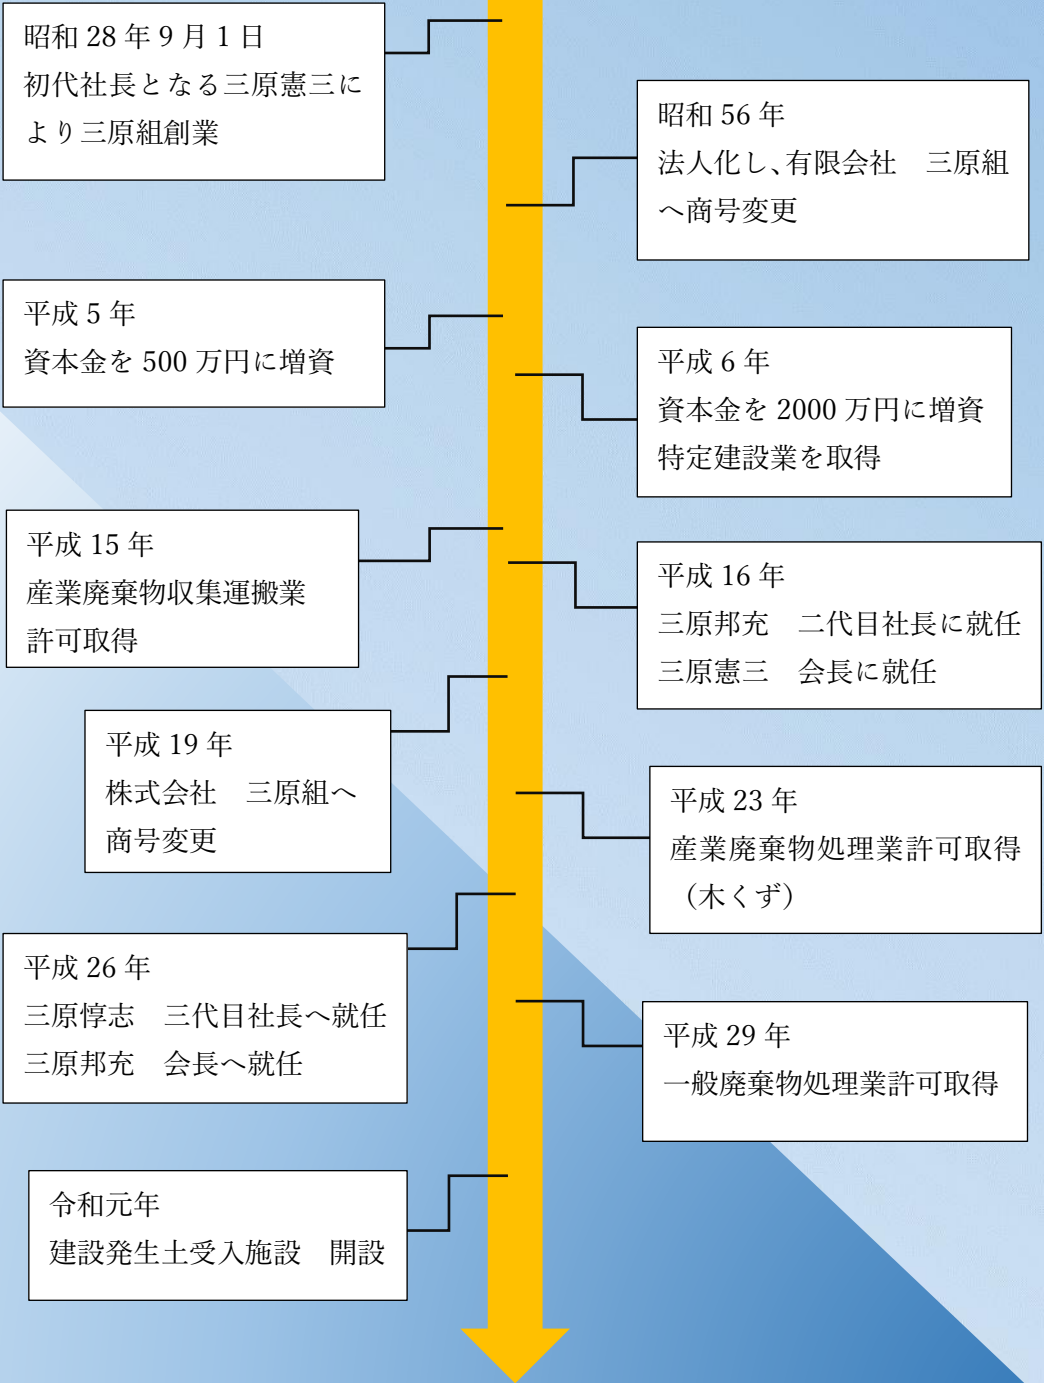 昭和 28 年 9 月 1 日
初代社長となる三原憲三に
より三原組創業
昭和 56 年
法人化し、有限会社　三原組
へ商号変更
平成 5 年
資本金を 500 万円に増資
平成 6 年
資本金を 2000 万円に増資
特定建設業を取得
平成 15 年
産業廃棄物収集運搬業
許可取得
平成 16 年
三原邦充　二代目社長に就任
三原憲三　会長に就任
平成 19 年
株式会社　三原組へ
商号変更
平成 23 年
産業廃棄物処理業許可取得
（木くず）
平成 26 年
三原惇志　三代目社長へ就任
三原邦充　会長へ就任
平成 29 年
一般廃棄物処理業許可取得
令和元年
建設発生土受入施設　開設